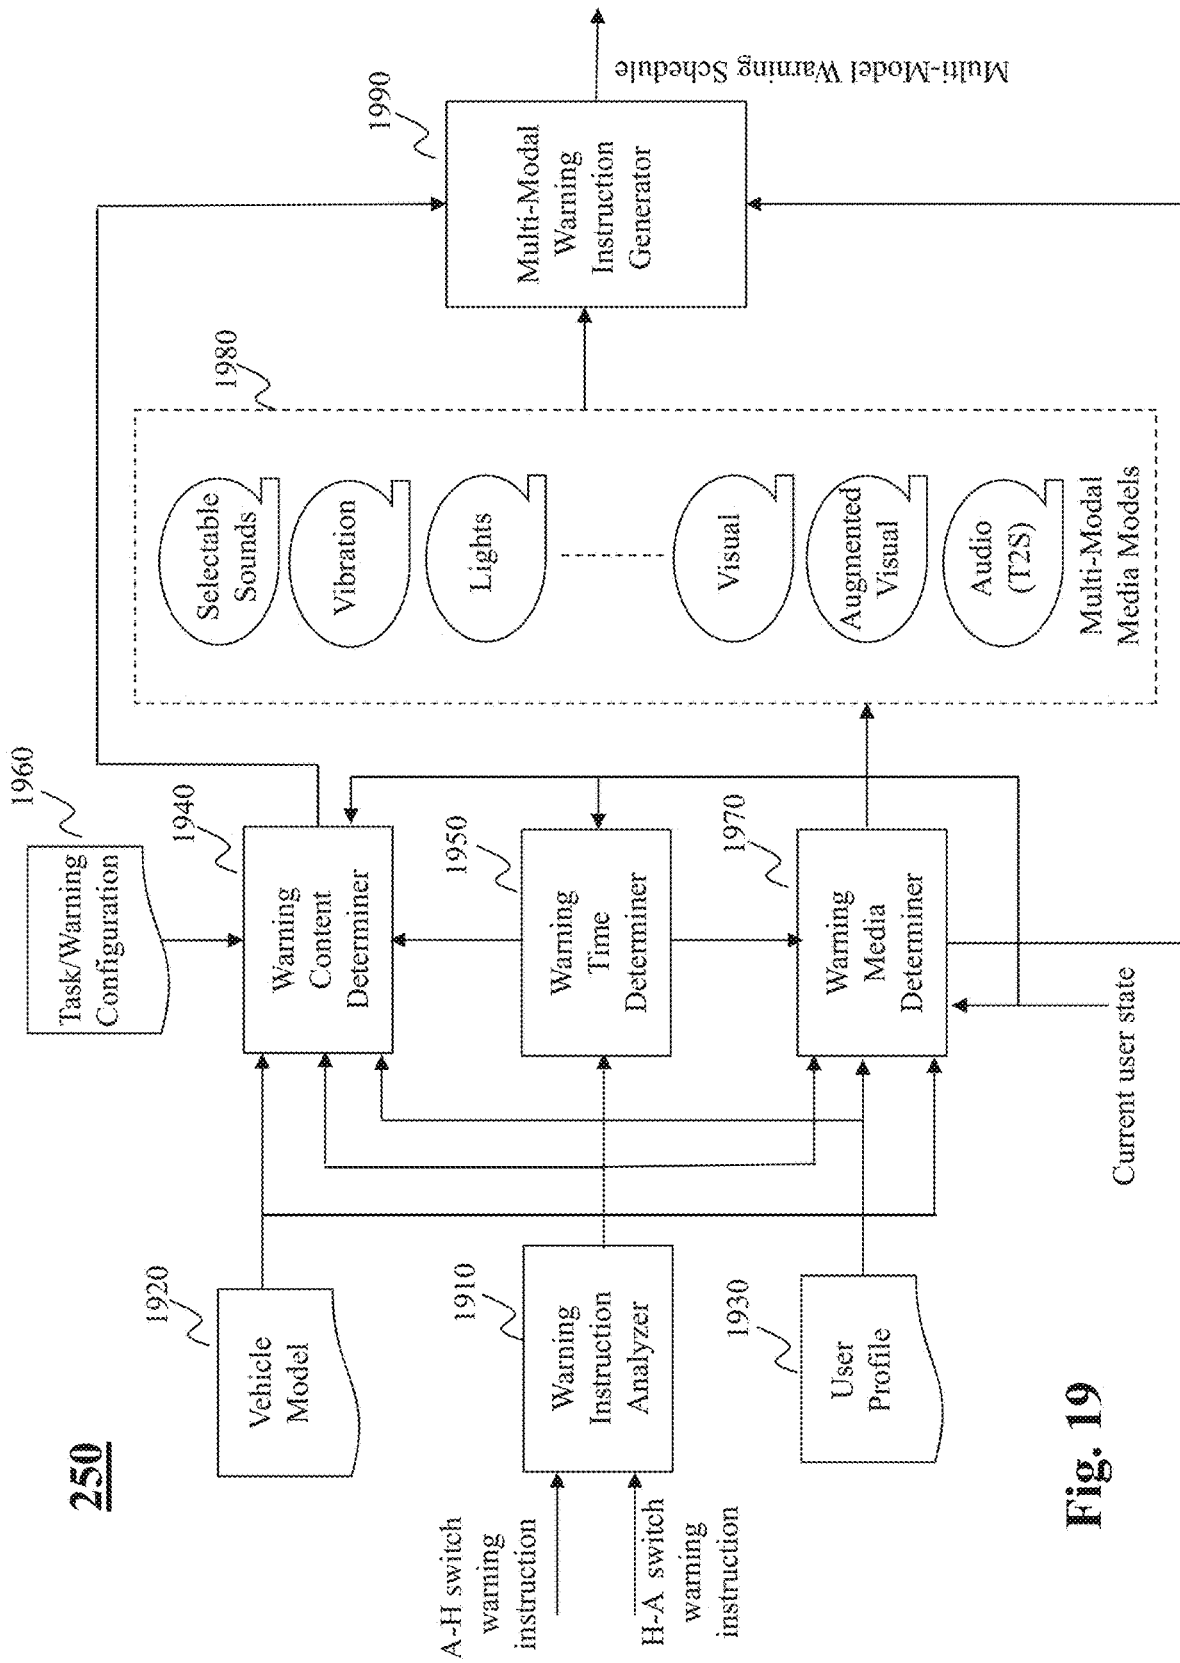 250
Vehicle
Model
1920
A-H switch
warning
instruction
H-A switch
warning
instruction
Warning
Instruction
Analyzer
1910
User
Profile
1930
Task/Warning
Configuration
1960
Warning
Content
Determiner
1940
Warning
Time
Determiner
1950
Warning
Media
Determiner
1970
Current user state
1980
Selectable
Sounds
Vibration
Lights
Visual
Augmented
Visual
Audio
(T2S)
Multi-Modal
Media Models
1990
Multi-Modal
Warning
Instruction
Generator
Multi-Model Warning Schedule
Fig. 19